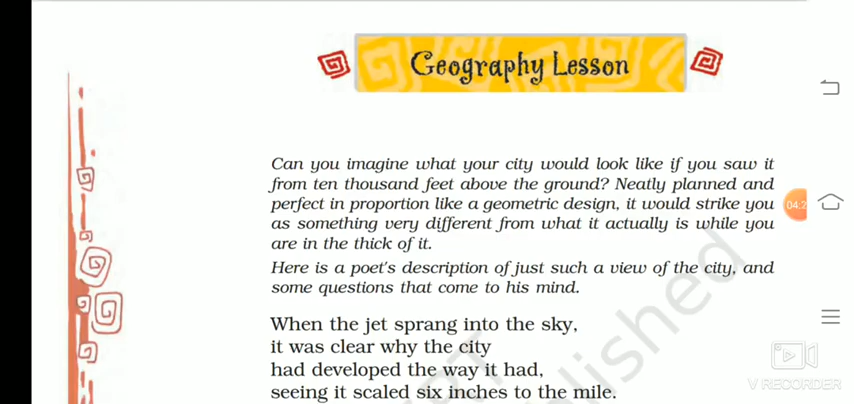 Geography Lesson
Can you imagine what your city would look like if you saw it
from ten thousand feet above the ground? Neatly planned and
perfect in proportion like a geometric design, it would strike you
as something very different from what it actually is while you
are in the thick of it.
Here is a poet's description of just such a view of the city, and
some questions that come to his mind.
When the jet sprang into the sky,
it was clear why the city
had developed the way it had,
seeing it scaled six inches to the mile.
04:2
V RECORDER